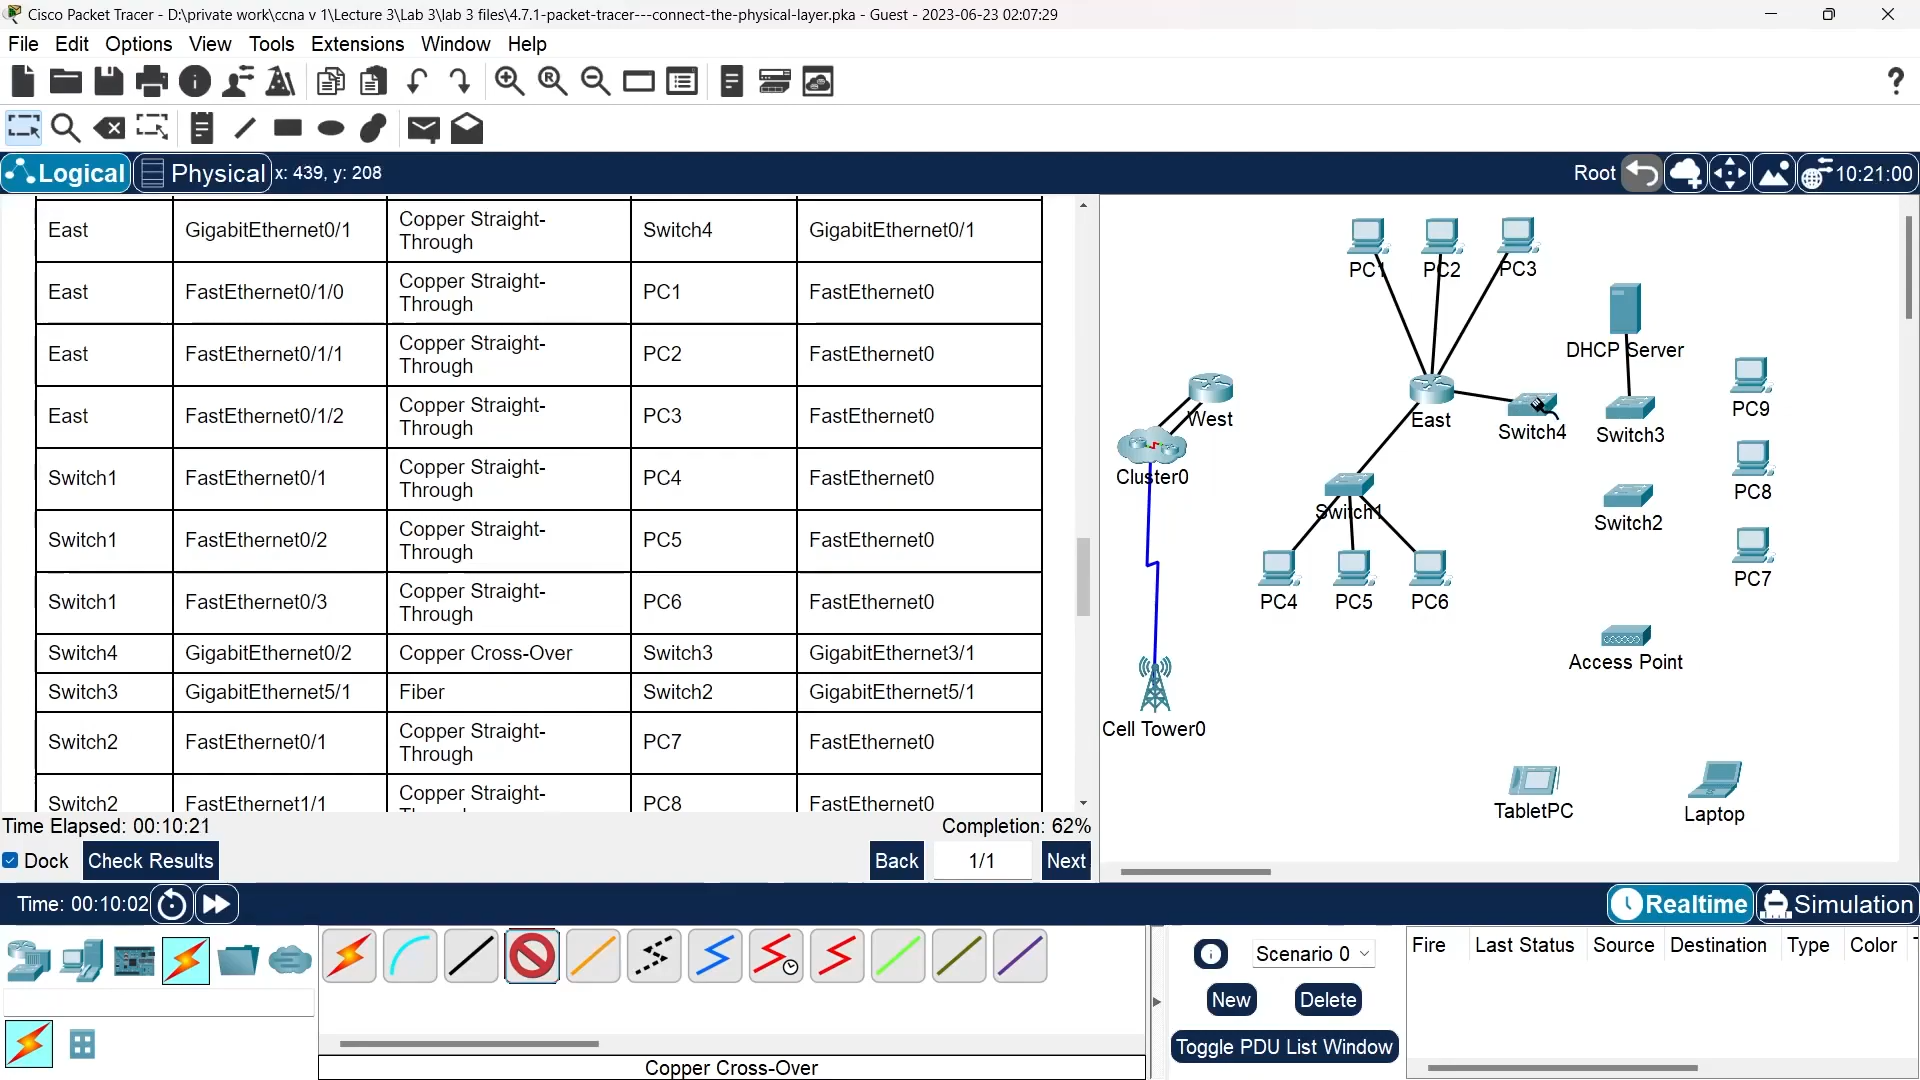 Cisco Packet Tracer - D:\private work\ccna v 1\Lecture 3\Lab 3\lab 3 files\4.7.1-packet-tracer---connect-the-physical-layer.pka - Guest - 2023-06-23 02:07:29
File Edit Options View Tools Extensions Window Help
Logical Physical x: 439, y: 208 Root 10:21:00
East GigabitEthernet0/1 Copper Straight- Switch4 GigabitEthernet0/1
Through
East FastEthernet0/1/0 Copper Straight- PC1 FastEthernet0
Through
East FastEthernet0/1/1 Copper Straight- PC2 FastEthernet0
Through
East FastEthernet0/1/2 Copper Straight- PC3 FastEthernet0
Through
Switch1 FastEthernet0/1 Copper Straight- PC4 FastEthernet0
Through
Switch1 FastEthernet0/2 Copper Straight- PC5 FastEthernet0
Through
Switch1 FastEthernet0/3 Copper Straight- PC6 FastEthernet0
Through
Switch4 GigabitEthernet0/2 Copper Cross-Over Switch3 GigabitEthernet3/1
Switch3 GigabitEthernet5/1 Fiber Switch2 GigabitEthernet5/1
Switch2 FastEthernet0/1 Copper Straight- PC7 FastEthernet0
Through
Switch2 FastEthernet1/1 Copper Straight- PC8 FastEthernet0
PC1 PC2 PC3
DHCP Server
PC9
West East Switch4 Switch3
Cluster0
PC8
Switch1 Switch2
PC7
PC4 PC5 PC6
Access Point
Cell Tower0
TabletPC Laptop
Time Elapsed: 00:10:21 Completion: 62%
Dock Check Results Back 1/1 Next
Time: 00:10:02 Realtime Simulation
Scenario 0
Fire Last Status Source Destination Type Color
New Delete
Toggle PDU List Window
Copper Cross-Over